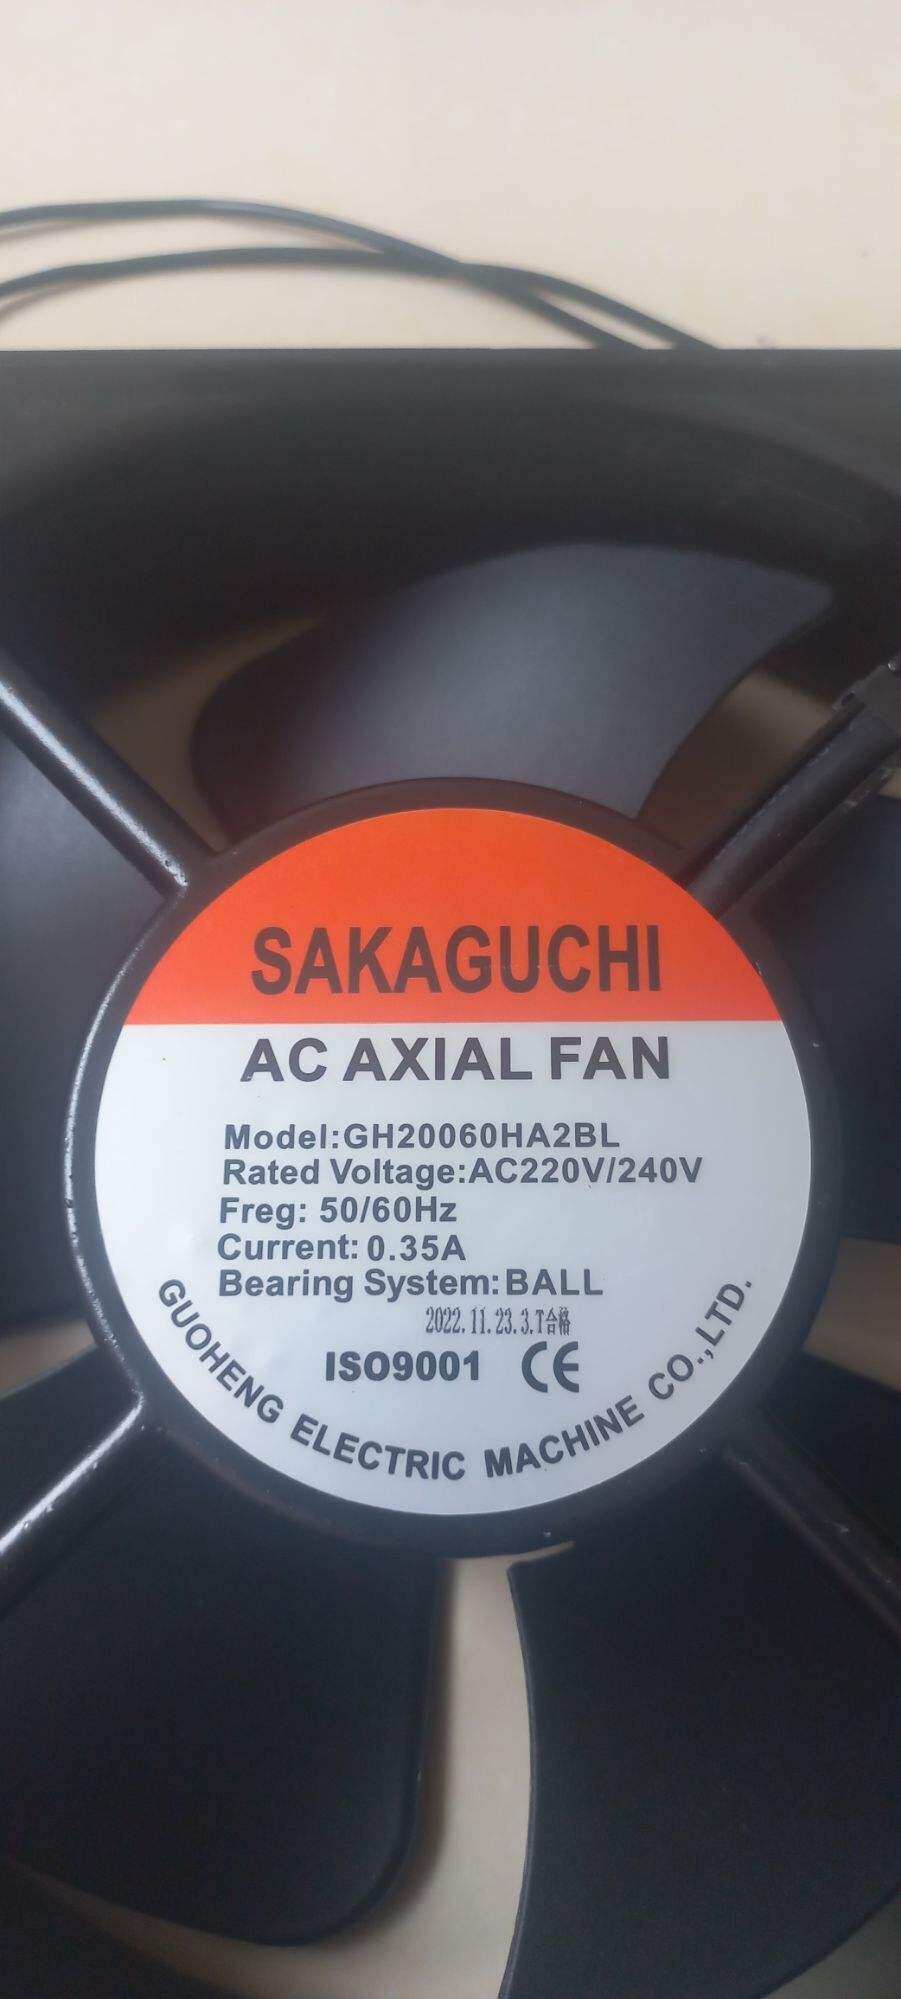 SAKAGUCHI
AC AXIAL FAN
Model:GH20060HA2BL
Rated Voltage:AC220V/240V
Freg: 50/60Hz
Current: 0.35A
Bearing System:BALL
2022.11.23.3.T合格
ISO9001 CE
GUOHENG ELECTRIC MACHINE CO.,LTD.